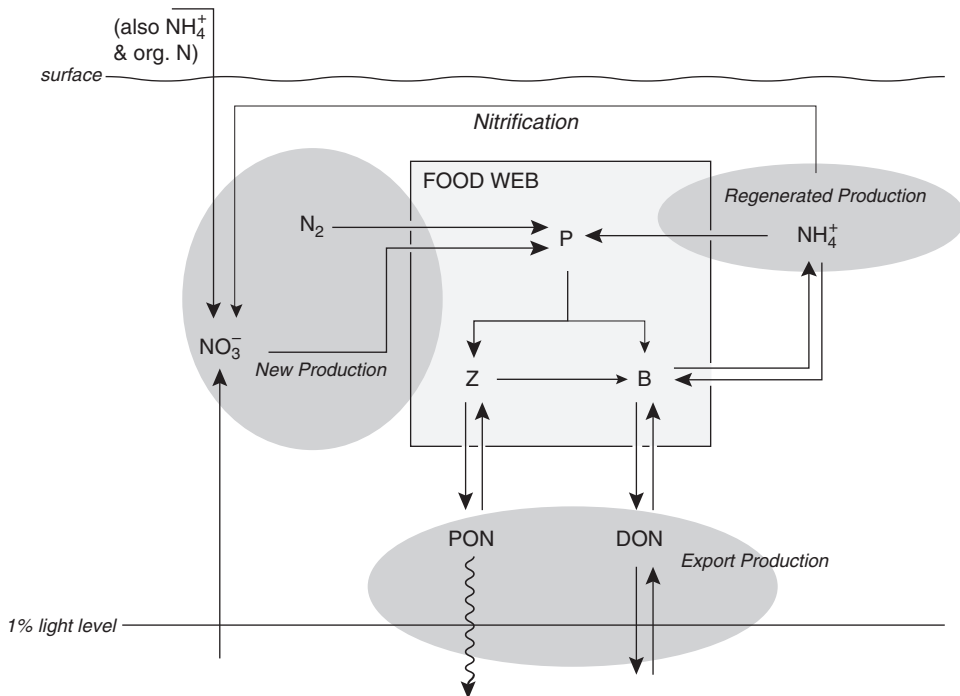 (also NH₄⁺
& org. N)
surface
Nitrification
FOOD WEB
Regenerated Production
N₂
P
NH₄⁺
NO₃⁻
New Production
Z
B
PON
DON
Export Production
1% light level